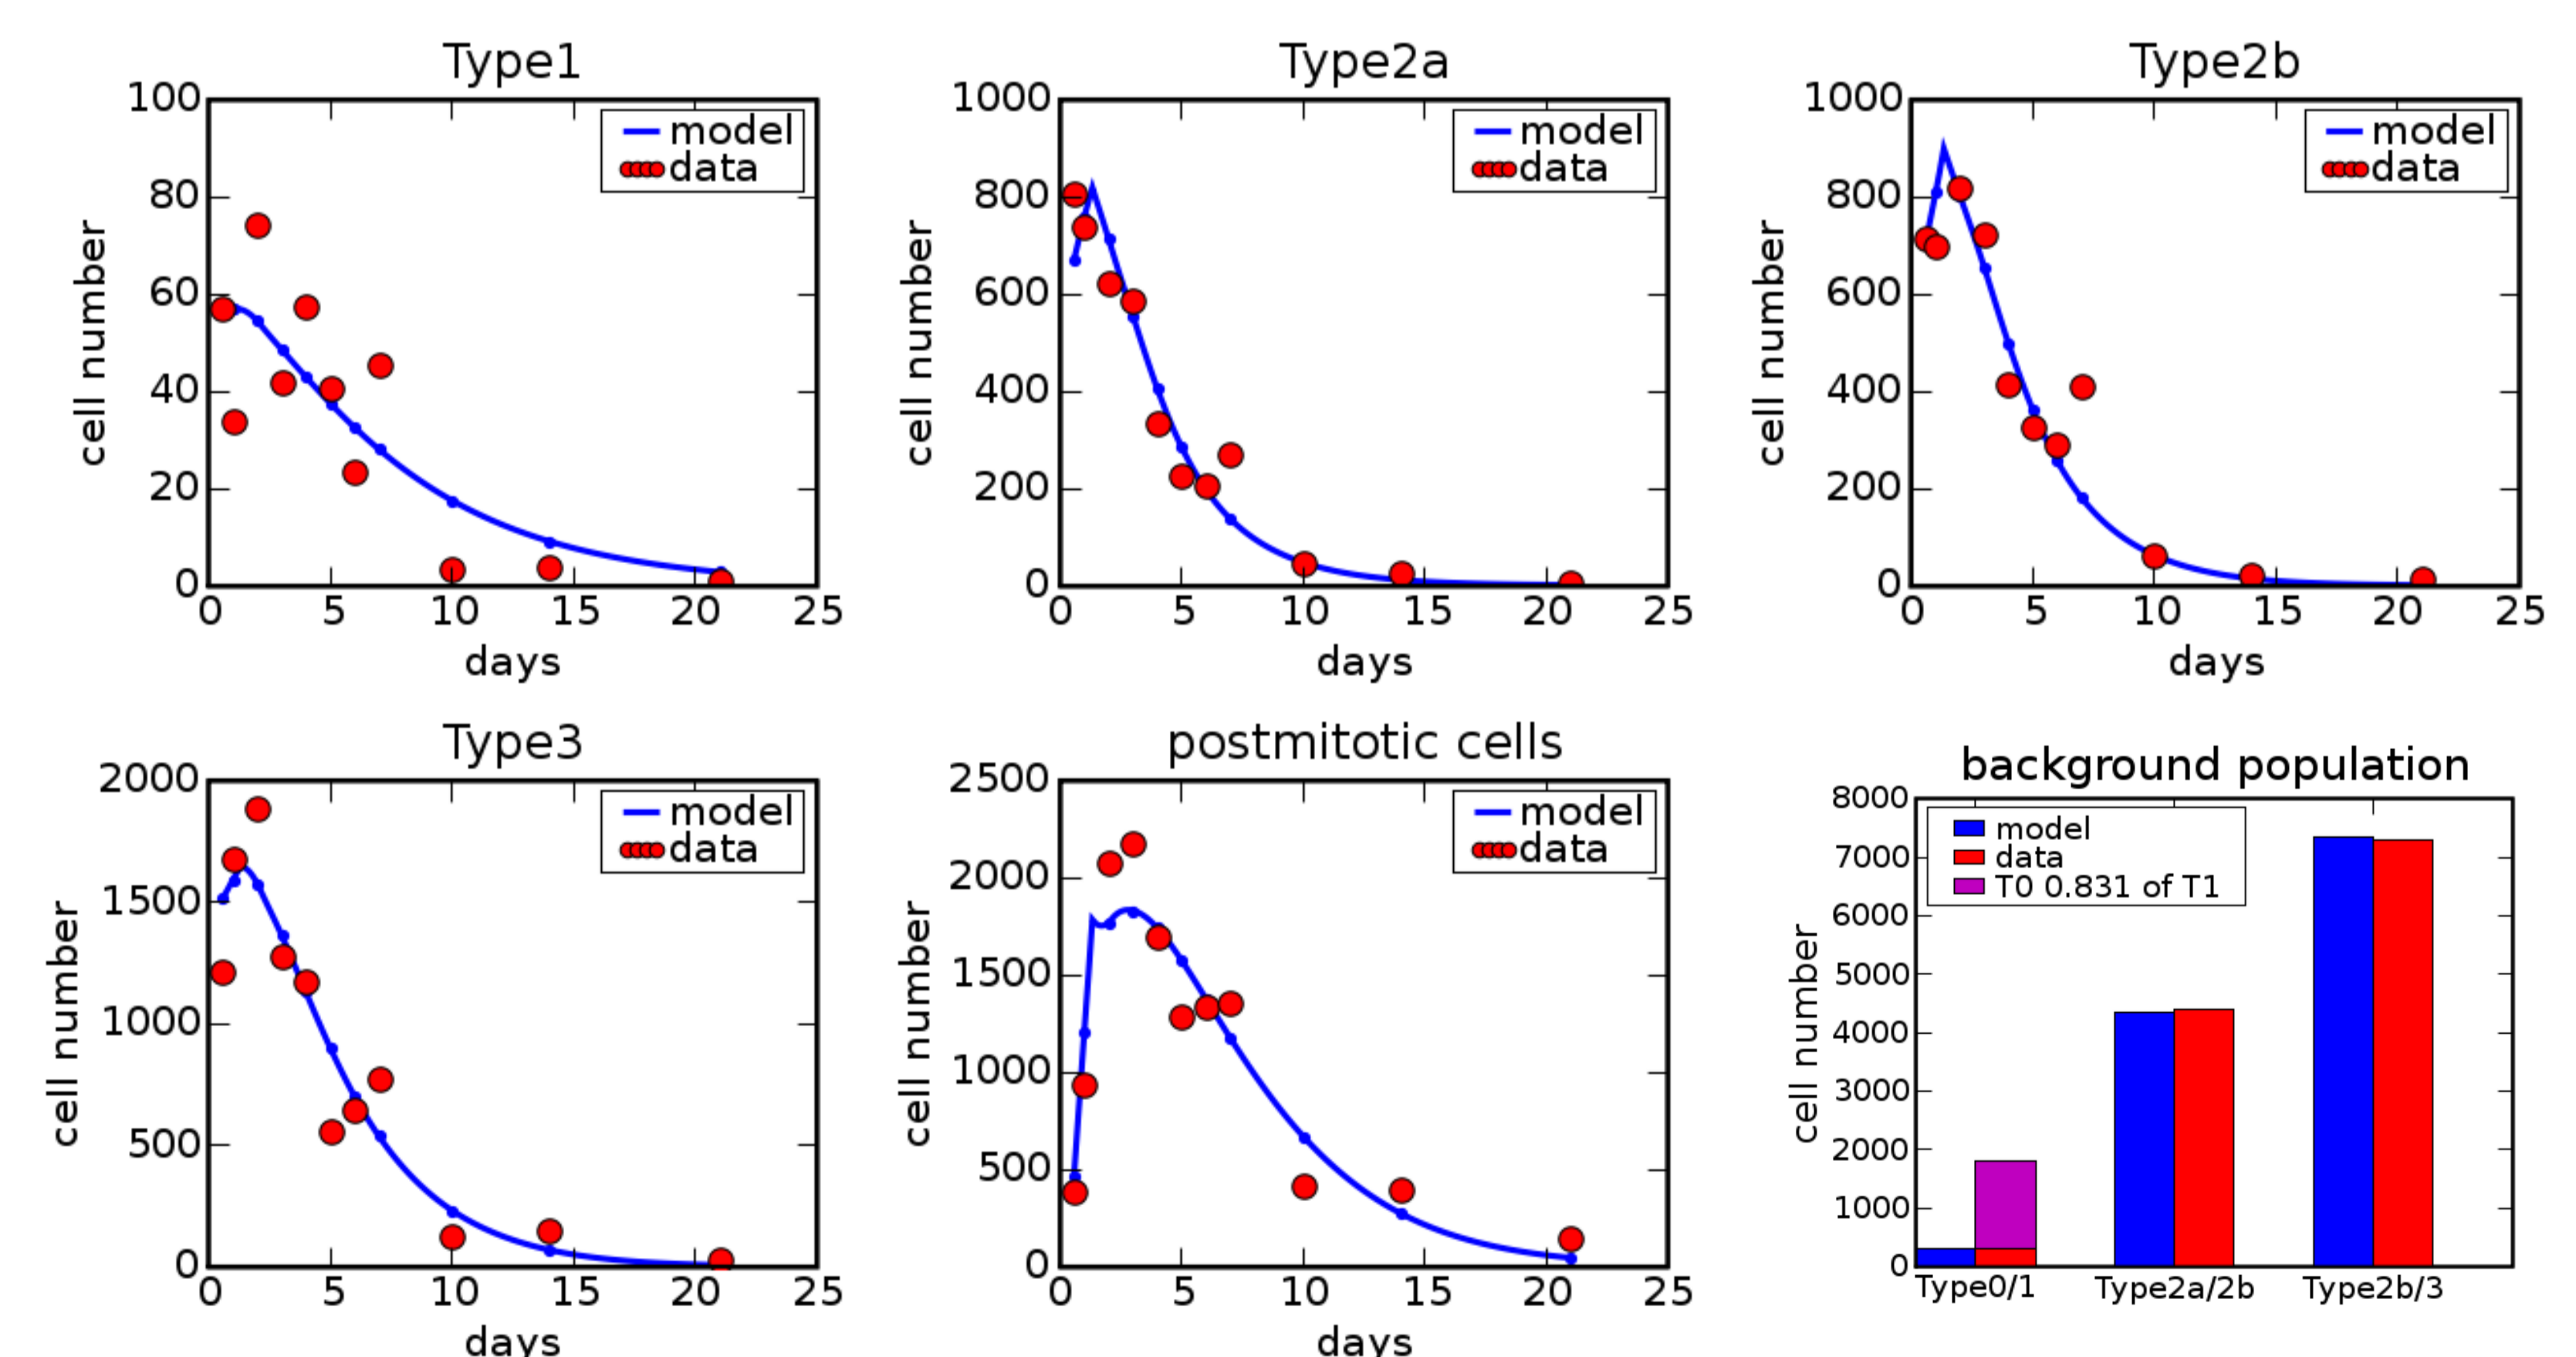 Type1
100
80
60
40
20
0
cell number
model
data
0 5 10 15 20 25
days
Type2a
1000
800
600
400
200
0
cell number
model
data
0 5 10 15 20 25
days
Type2b
1000
800
600
400
200
0
cell number
model
data
0 5 10 15 20 25
days
Type3
2000
1500
1000
500
0
cell number
model
data
0 5 10 15 20 25
days
postmitotic cells
2500
2000
1500
1000
500
0
cell number
model
data
0 5 10 15 20 25
days
background population
8000
7000
6000
5000
4000
3000
2000
1000
0
cell number
model
data
T0 0.831 of T1
Type0/1 Type2a/2b Type2b/3